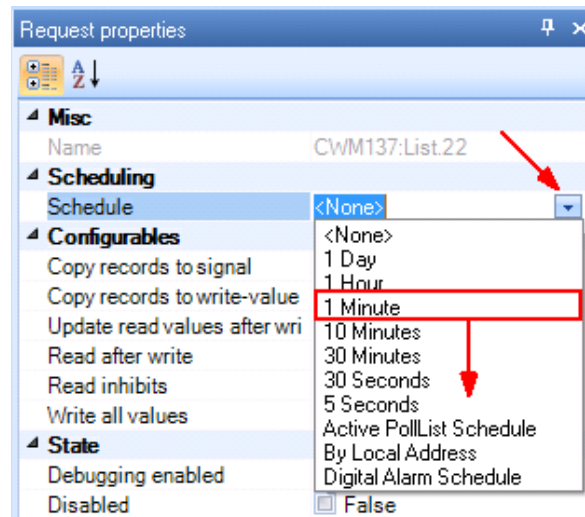 Request properties
A
Z
Misc
Name CWM137:List.22
Scheduling
Schedule <None>
Configurables <None>
Copy records to signal 1 Day
1 Hour
Copy records to write-value 1 Minute
Update read values after wri 10 Minutes
Read after write 30 Minutes
30 Seconds
Read inhibits 5 Seconds
Write all values Active PollList Schedule
State By Local Address
Debugging enabled Digital Alarm Schedule
Disabled False